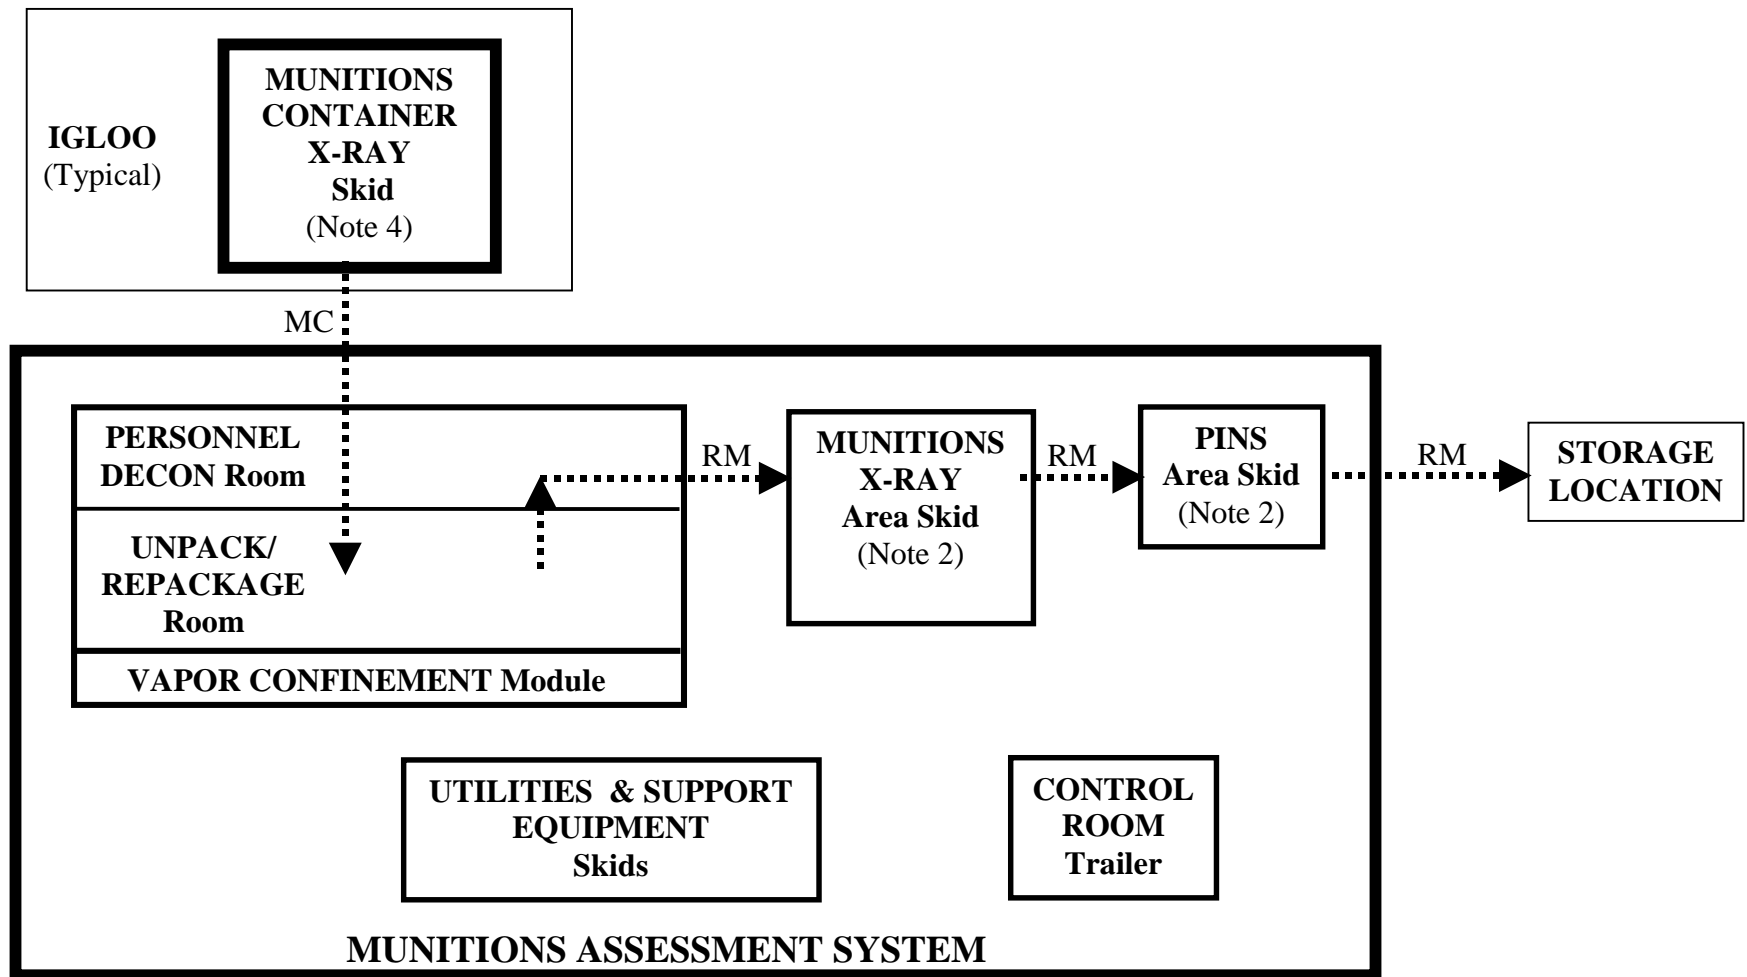 MUNITIONS
CONTAINER
X-RAY
Skid
(Note 4)
IGLOO
(Typical)
MC
PERSONNEL
DECON Room
UNPACK/
REPACKAGE
Room
VAPOR CONFINEMENT Module
RM
MUNITIONS
X-RAY
Area Skid
(Note 2)
RM
PINS
Area Skid
(Note 2)
RM
STORAGE
LOCATION
UTILITIES & SUPPORT
EQUIPMENT
Skids
CONTROL
ROOM
Trailer
MUNITIONS ASSESSMENT SYSTEM